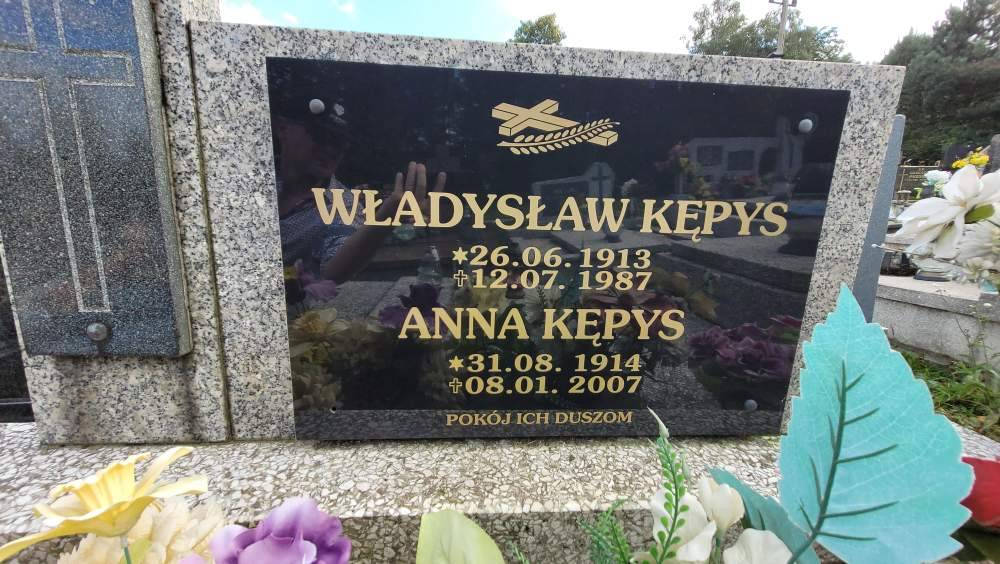 WŁADYSŁAW KĘPYS
✶26.06.1913
✝12.07.1987
ANNA KĘPYS
✶31.08.1914
✝08.01.2007
POKÓJ ICH DUSZOM